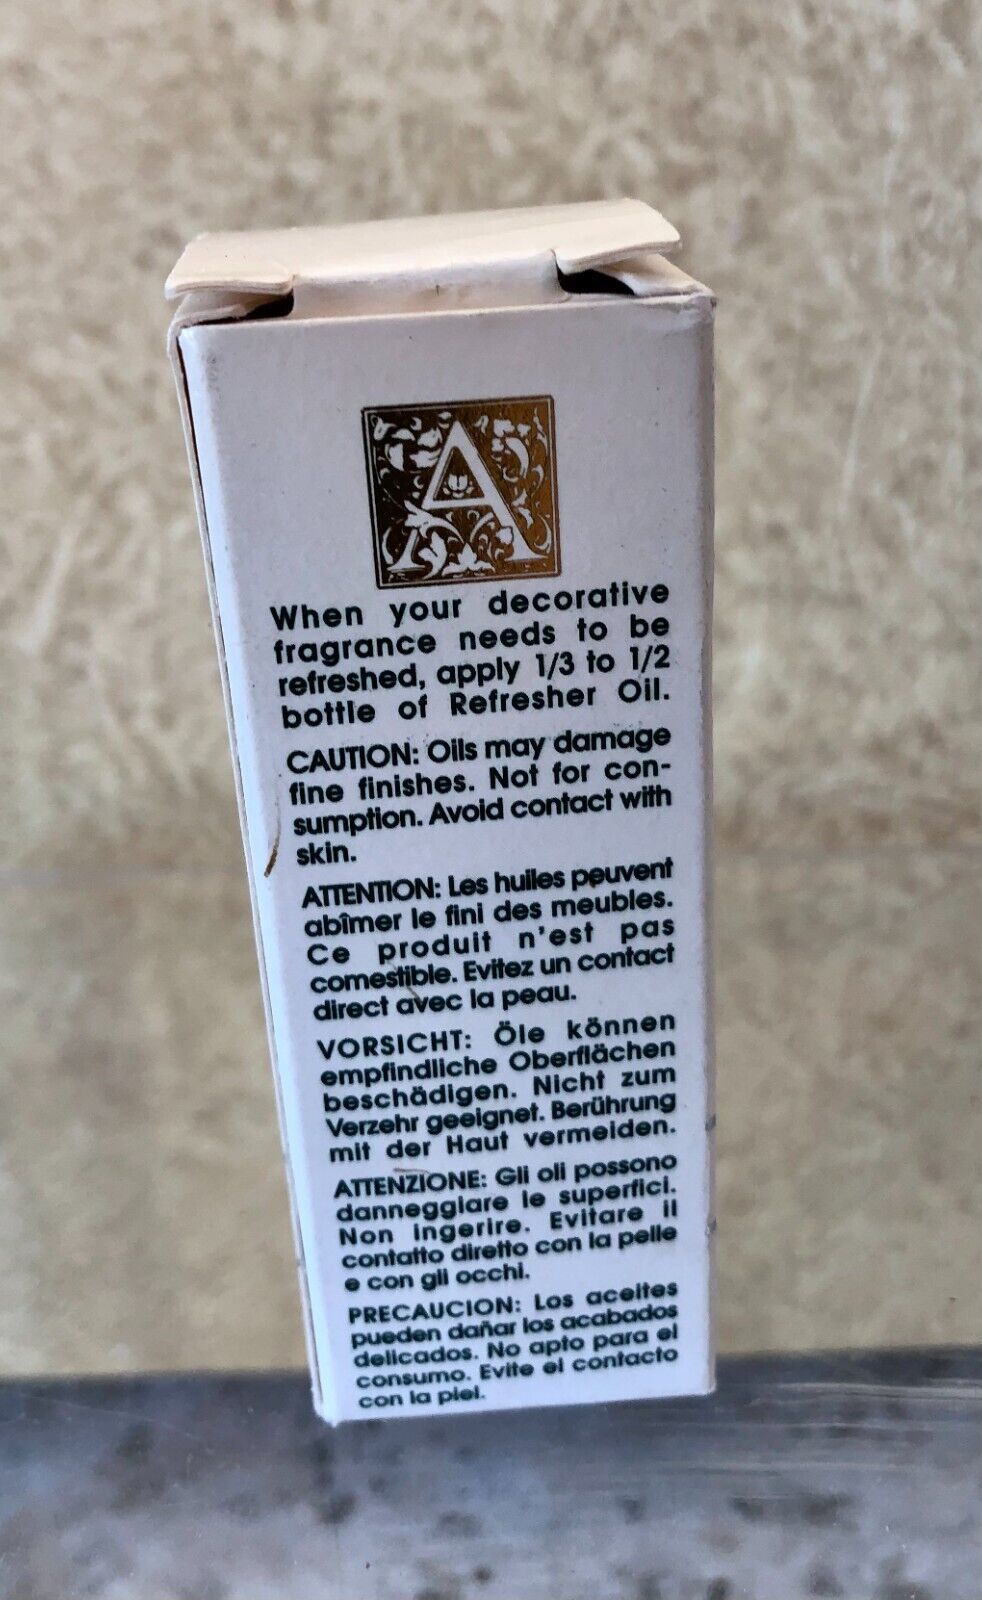 A
When your decorative
fragrance needs to be
refreshed, apply 1/3 to 1/2
bottle of Refresher Oil.
CAUTION: Oils may damage
fine finishes. Not for con-
sumption. Avoid contact with
skin.
ATTENTION: Les huiles peuvent
abîmer le fini des meubles.
Ce produit n'est pas
comestible. Evitez un contact
direct avec la peau.
VORSICHT: Öle können
empfindliche Oberflächen
beschädigen. Nicht zum
Verzehr geeignet. Berührung
mit der Haut vermeiden.
ATTENZIONE: Gli oli possono
danneggiare le superfici.
Non ingerire. Evitare il
contatto diretto con la pelle
e con gli occhi.
PRECAUCION: Los aceites
pueden dañar los acabados
delicados. No apto para el
consumo. Evite el contacto
con la piel.